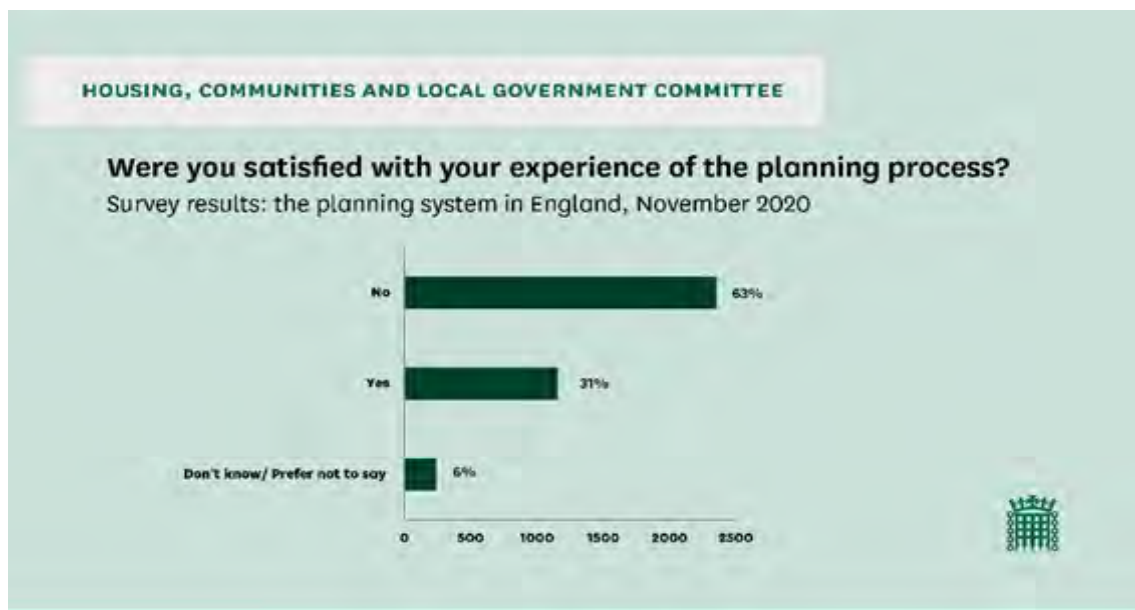 HOUSING, COMMUNITIES AND LOCAL GOVERNMENT COMMITTEE
Were you satisfied with your experience of the planning process?
Survey results: the planning system in England, November 2020
No 63%
Yes 31%
Don't know/ Prefer not to say 6%
0 500 1000 1500 2000 2500